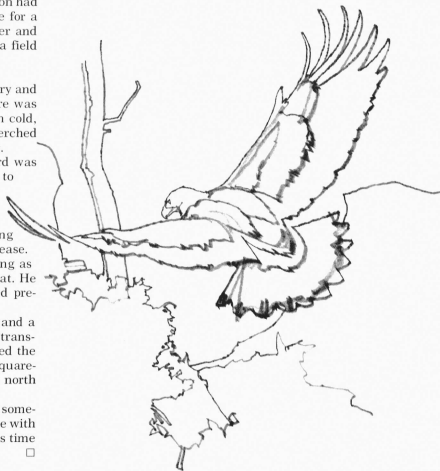 on had
e for a
er and
a field
ry and
re was
n cold,
erched
.
rd was
to
ng
ease.
ng as
at. He
d pre-
and a
trans-
ed the
quare-
north
some-
e with
s time
□